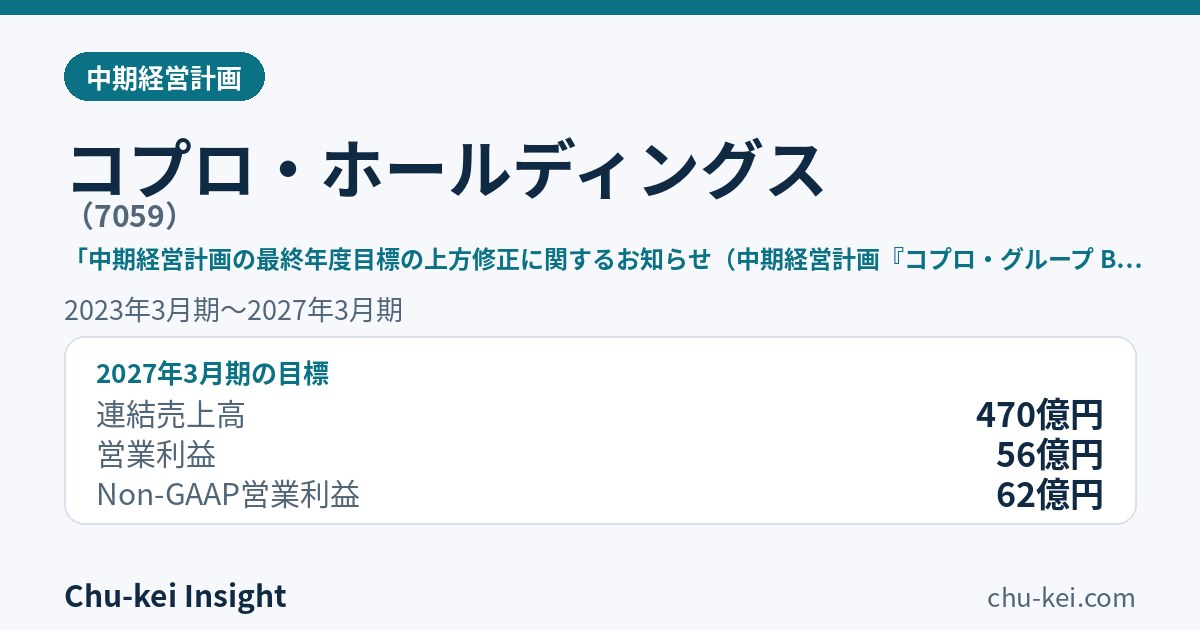 中期経営計画
コプロ・ホールディングス
（7059）
「中期経営計画の最終年度目標の上方修正に関するお知らせ（中期経営計画『コプロ・グループ B...
2023年3月期～2027年3月期
2027年3月期の目標
連結売上高 470億円
営業利益 56億円
Non-GAAP営業利益 62億円
Chu-kei Insight chu-kei.com